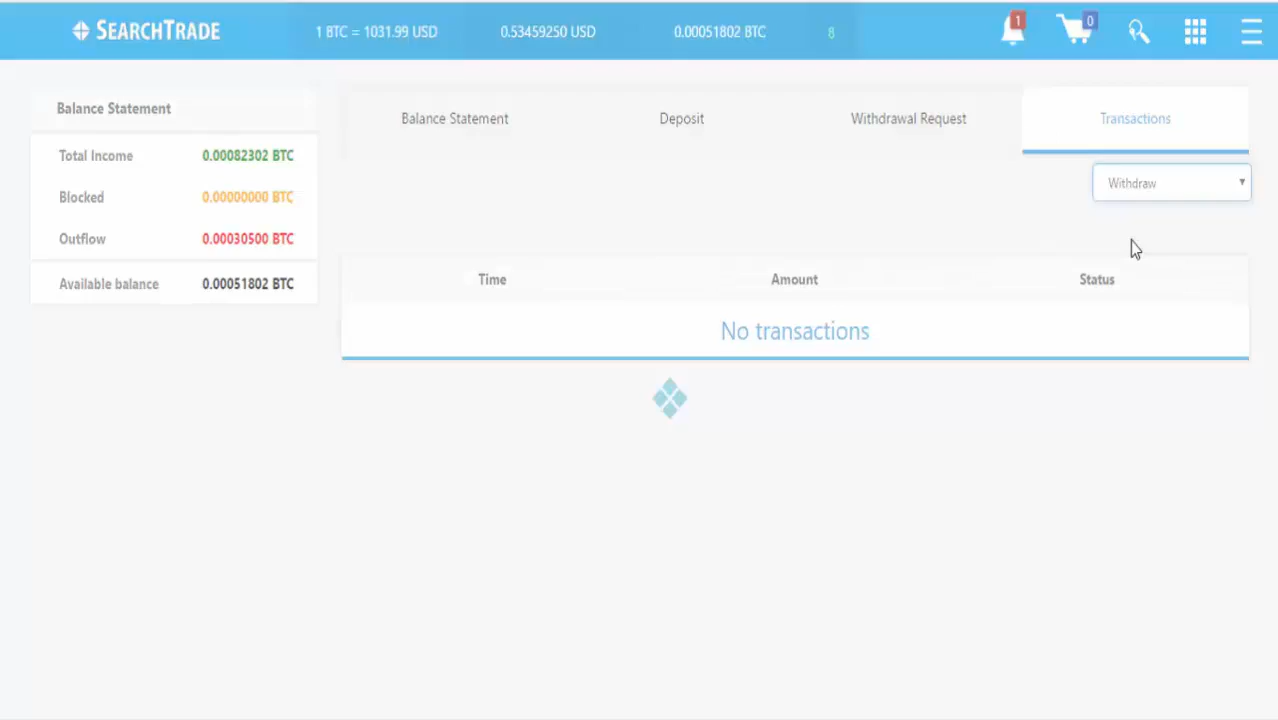 SEARCHTRADE 1 BTC = 1031.99 USD 0.53459250 USD 0.00051802 BTC 8 1 0
Balance Statement
Total Income 0.00082302 BTC
Blocked 0.00000000 BTC
Outflow 0.00030500 BTC
Available balance 0.00051802 BTC
Balance Statement Deposit Withdrawal Request Transactions
Withdraw
Time Amount Status
No transactions